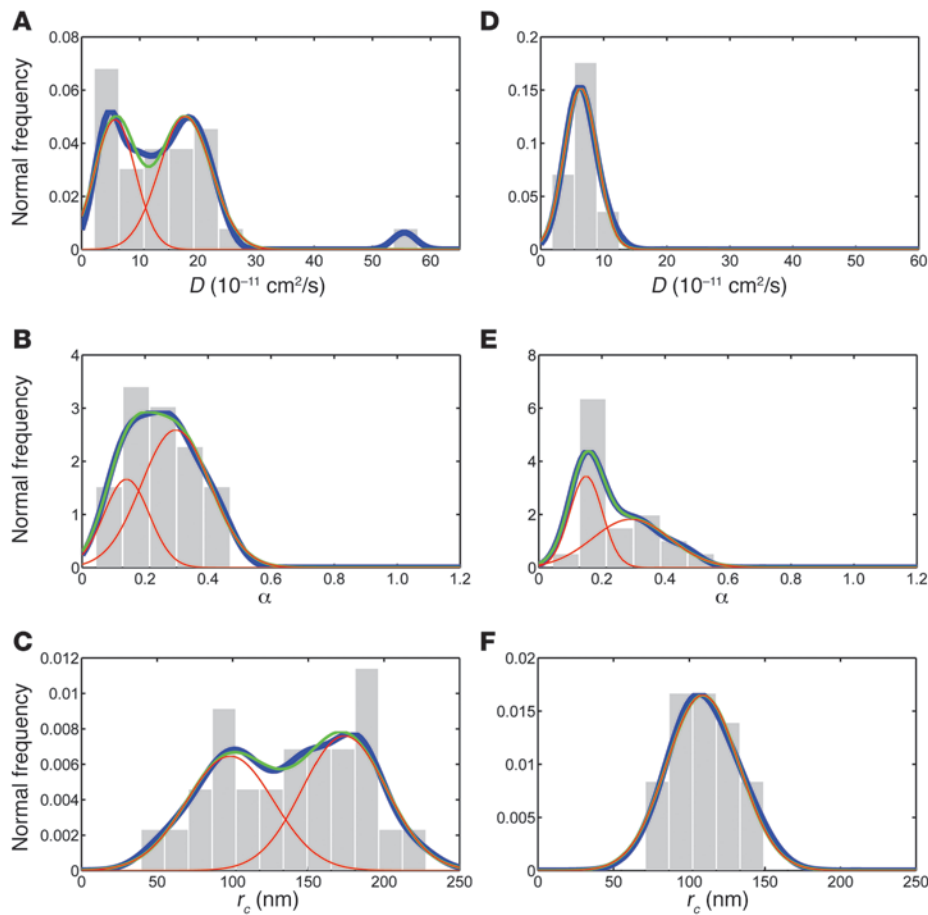 A
D
0.08
0.06
0.04
0.02
0
Normal frequency
0 10 20 30 40 50 60
D (10⁻¹¹ cm²/s)
0.2
0.15
0.1
0.05
0
0 10 20 30 40 50 60
D (10⁻¹¹ cm²/s)
B
E
4
3
2
1
0
Normal frequency
0 0.2 0.4 0.6 0.8 1.0 1.2
α
8
6
4
2
0
0 0.2 0.4 0.6 0.8 1.0 1.2
α
C
F
0.012
0.01
0.008
0.006
0.004
0.002
0
Normal frequency
0 50 100 150 200 250
r_c (nm)
0.02
0.015
0.01
0.005
0
0 50 100 150 200 250
r_c (nm)